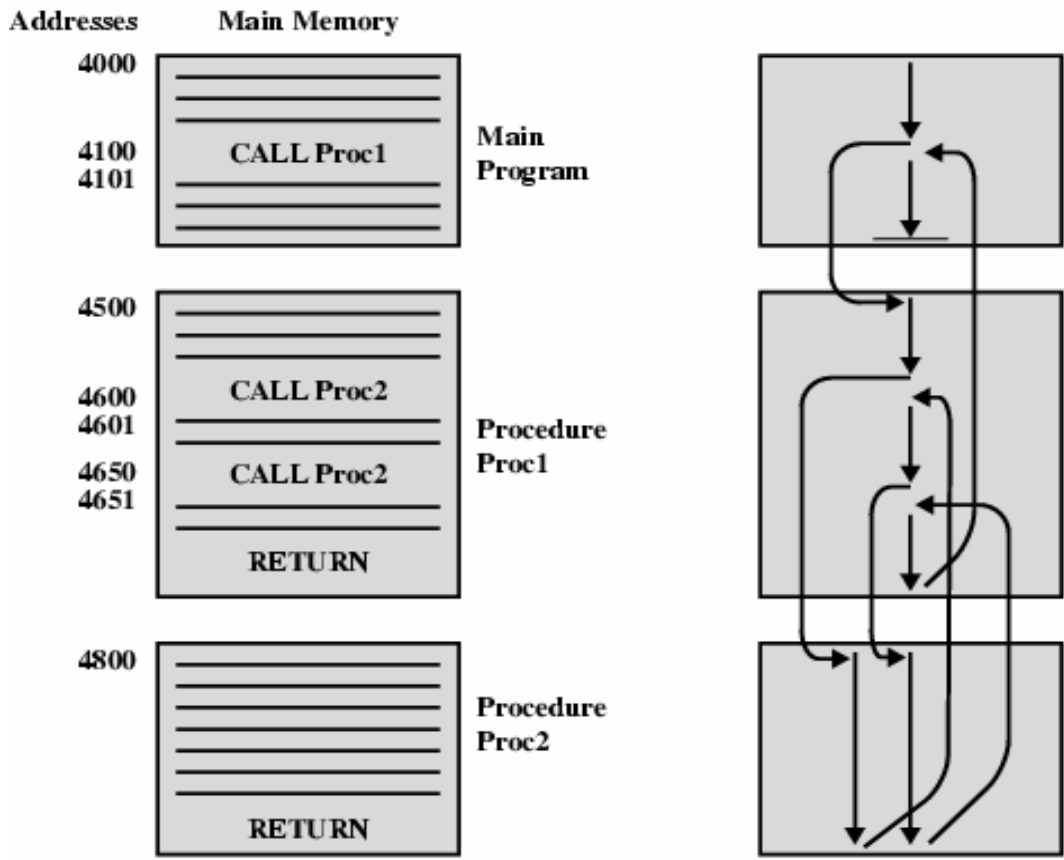 Addresses Main Memory
4000
4100 CALL Proc1
4101
Main
Program
4500
CALL Proc2
4600
4601
4650 CALL Proc2
4651
RETURN
Procedure
Proc1
4800
RETURN
Procedure
Proc2